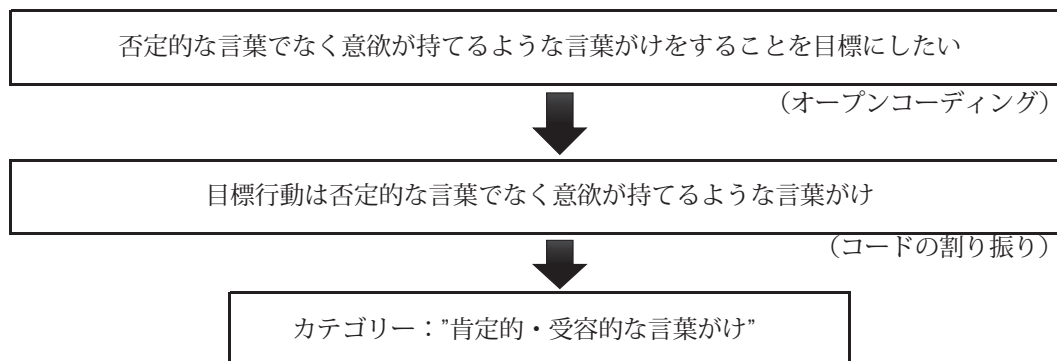 否定的な言葉でなく意欲が持てるような言葉がけをすることを目標にしたい
（オープンコーディング）
目標行動は否定的な言葉でなく意欲が持てるような言葉がけ
（コードの割り振り）
カテゴリー：”肯定的・受容的な言葉がけ”